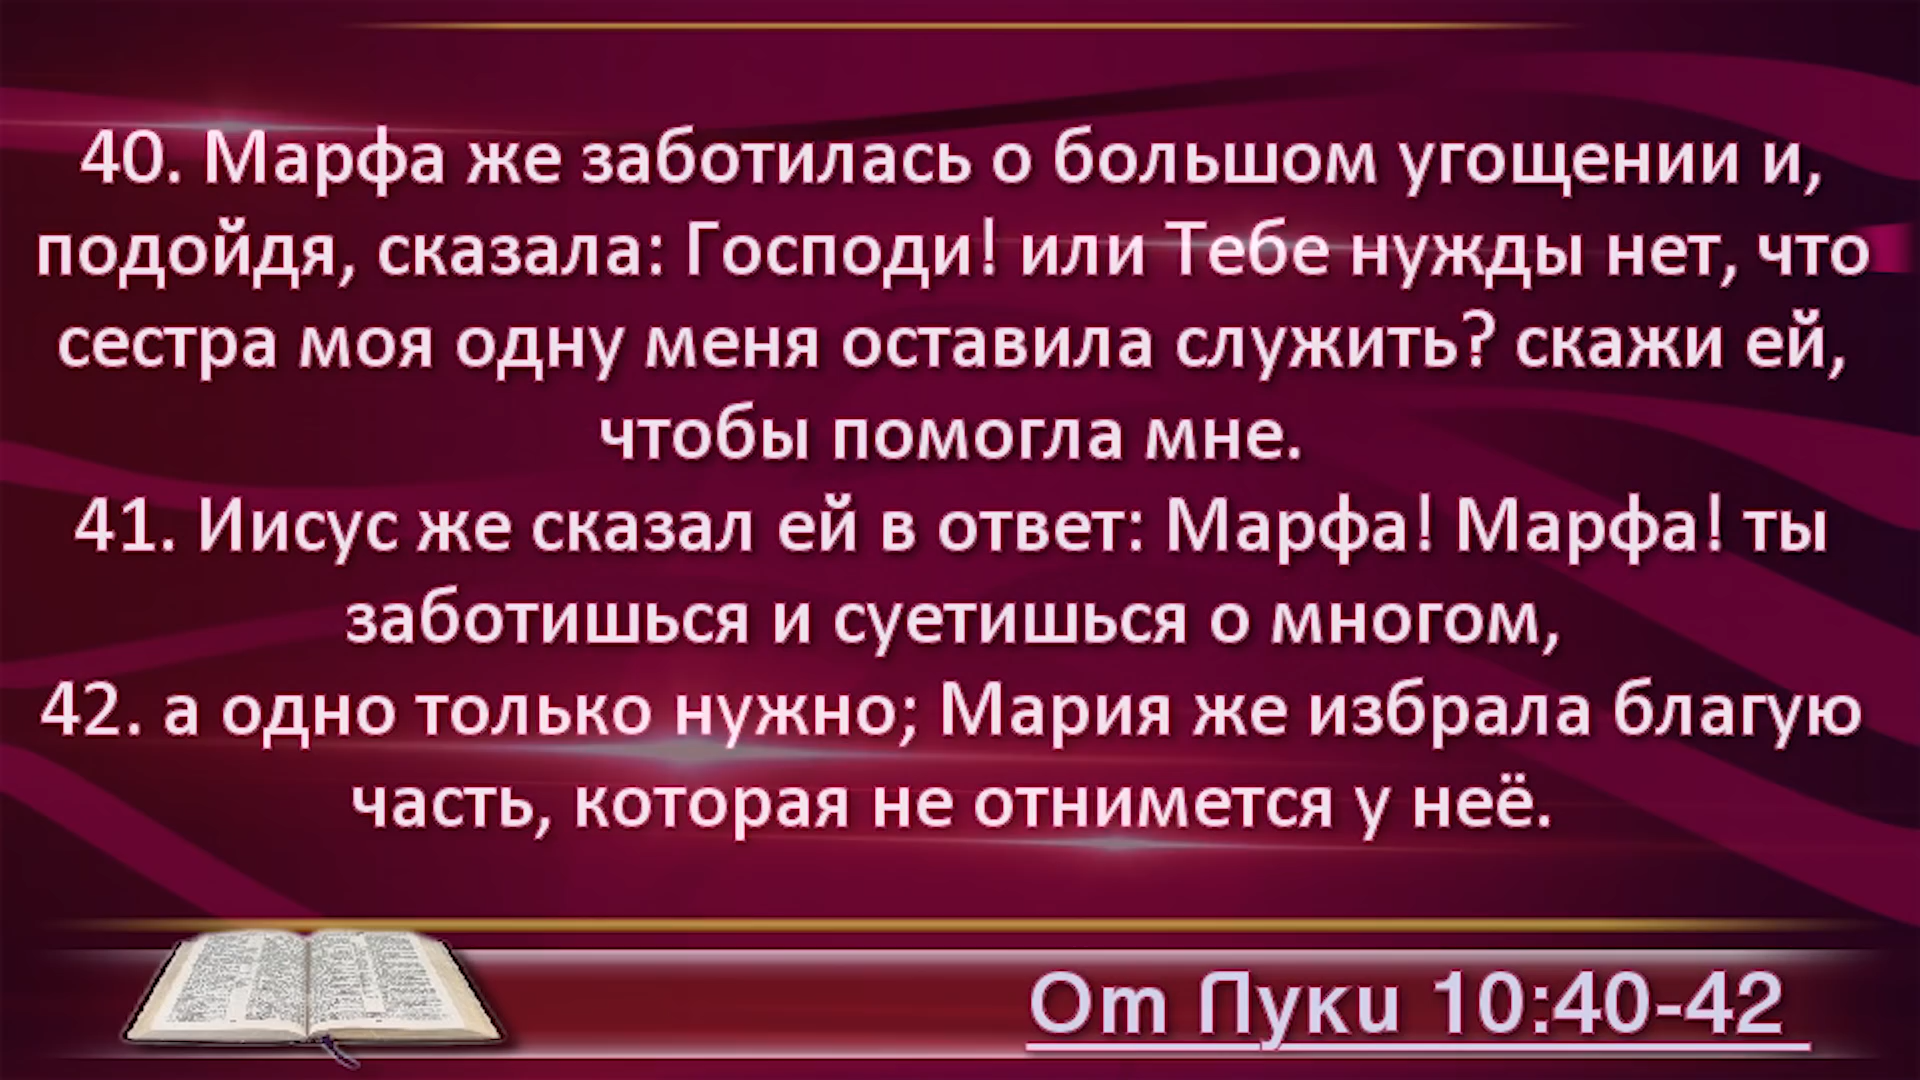 40. Марфа же заботилась о большом угощении и,
подойдя, сказала: Господи! или Тебе нужды нет, что
сестра моя одну меня оставила служить? скажи ей,
чтобы помогла мне.
41. Иисус же сказал ей в ответ: Марфа! Марфа! ты
заботишься и суетишься о многом,
42. а одно только нужно; Мария же избрала благую
часть, которая не отнимется у неё.
От Луки 10:40-42